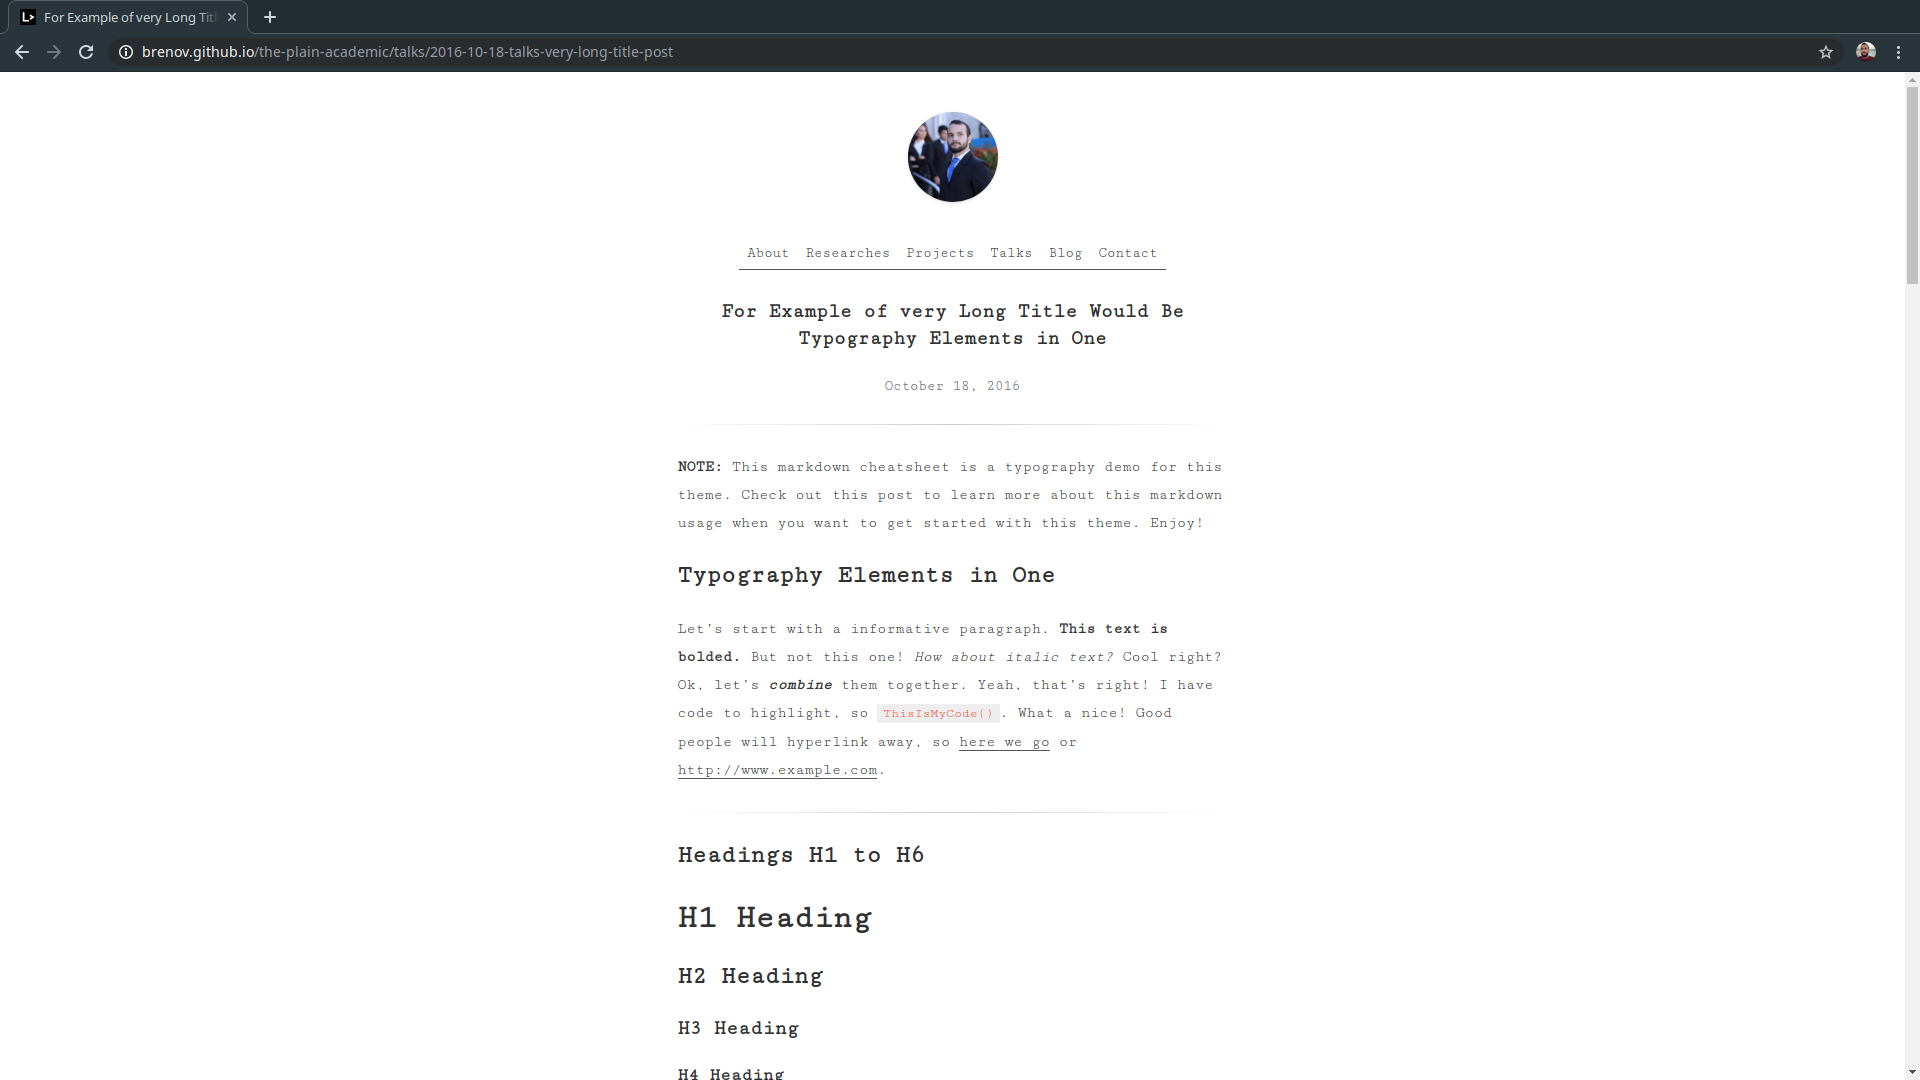 L>
For Example of very Long Tit
brenov.github.io/the-plain-academic/talks/2016-10-18-talks-very-long-title-post
About Researches Projects Talks Blog Contact
For Example of very Long Title Would Be
Typography Elements in One
October 18, 2016
NOTE: This markdown cheatsheet is a typography demo for this
theme. Check out this post to learn more about this markdown
usage when you want to get started with this theme. Enjoy!
Typography Elements in One
Let's start with a informative paragraph. This text is
bolded. But not this one! How about italic text? Cool right?
Ok, let's combine them together. Yeah, that's right! I have
code to highlight, so ThisIsMyCode(). What a nice! Good
people will hyperlink away, so here we go or
http://www.example.com.
Headings H1 to H6
H1 Heading
H2 Heading
H3 Heading
H4 Heading